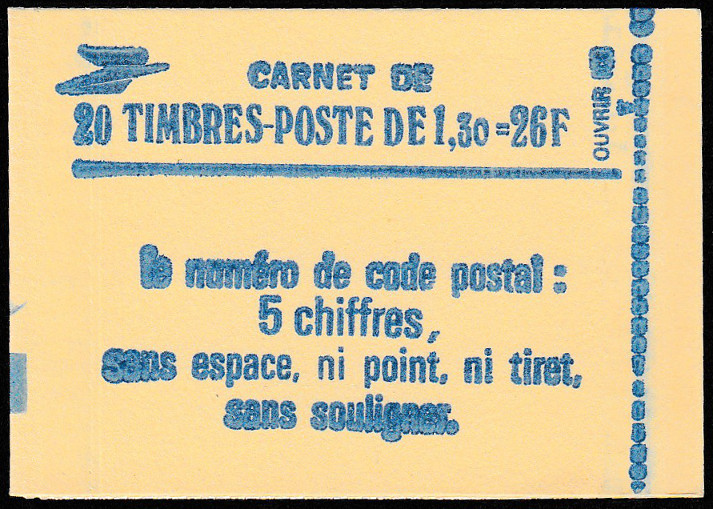 CARNET DE
20 TIMBRES-POSTE DE 1,30 = 26F
OUVRIR ICI
le numéro de code postal :
5 chiffres,
sans espace, ni point, ni tiret,
sans souligner.